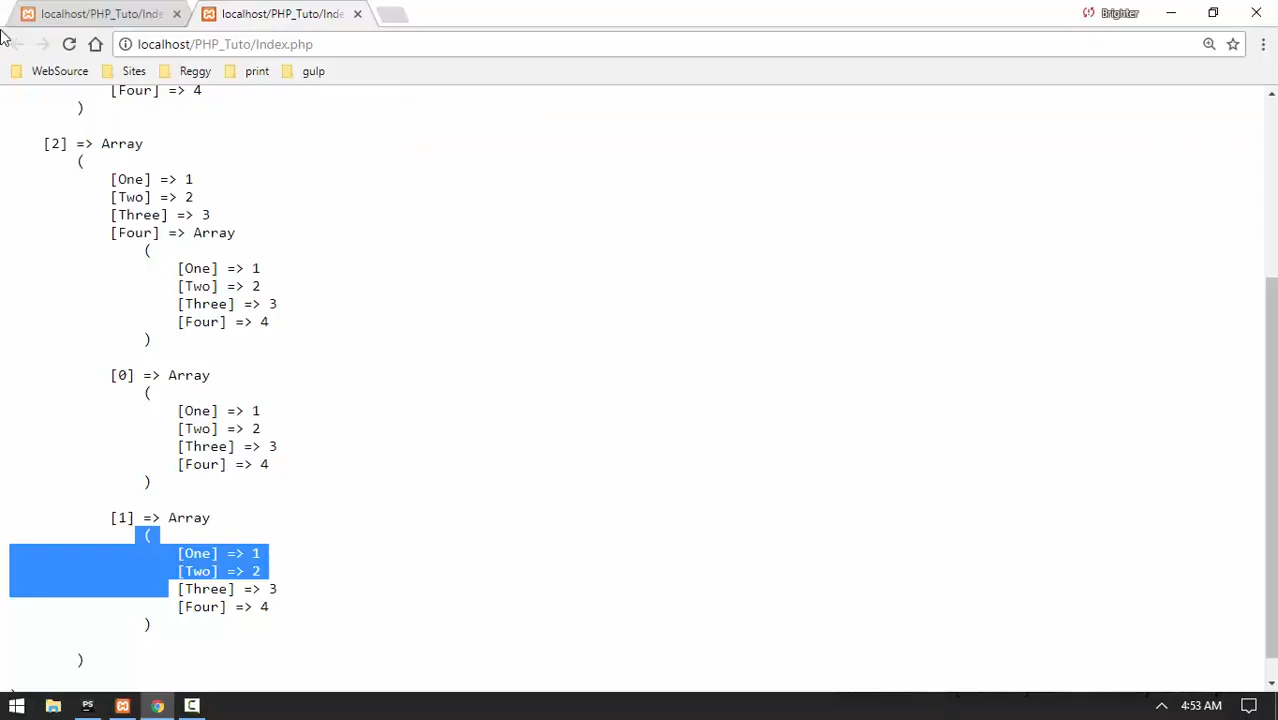 localhost/PHP_Tuto/Inde
localhost/PHP_Tuto/Inde
Brighter
localhost/PHP_Tuto/Index.php
WebSource Sites Reggy print gulp
[Four] => 4
)
[2] => Array
(
[One] => 1
[Two] => 2
[Three] => 3
[Four] => Array
(
[One] => 1
[Two] => 2
[Three] => 3
[Four] => 4
)
[0] => Array
(
[One] => 1
[Two] => 2
[Three] => 3
[Four] => 4
)
[1] => Array
(
[One] => 1
[Two] => 2
[Three] => 3
[Four] => 4
)
)
PS C 4:53 AM